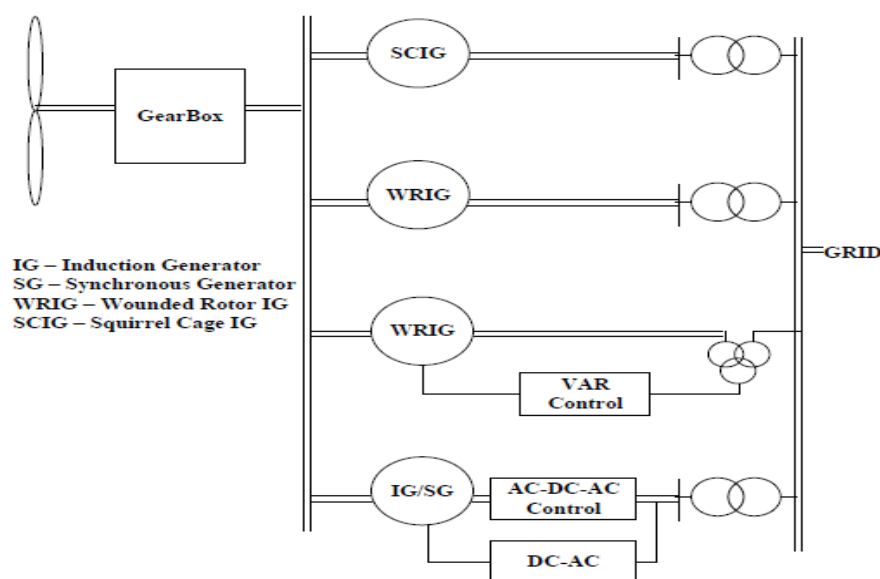 SCIG
GearBox
WRIG
IG – Induction Generator
SG – Synchronous Generator
WRIG – Wounded Rotor IG
SCIG – Squirrel Cage IG
GRID
WRIG
VAR
Control
IG/SG
AC-DC-AC
Control
DC-AC